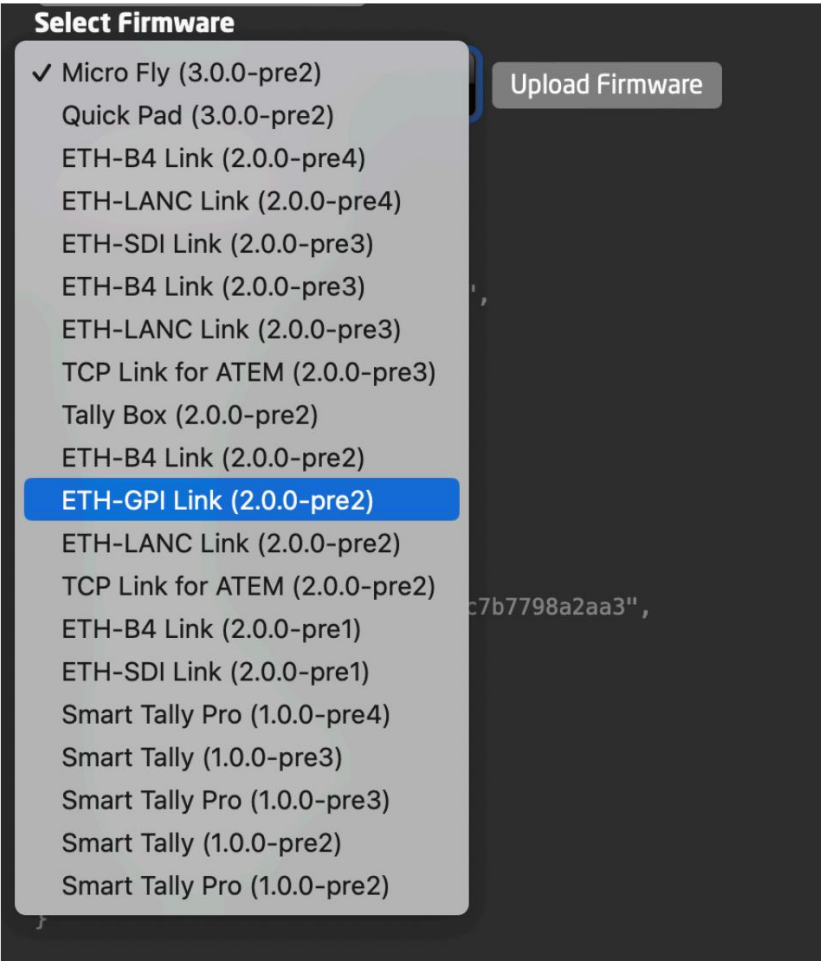 Select Firmware
✓ Micro Fly (3.0.0-pre2)
Upload Firmware
Quick Pad (3.0.0-pre2)
ETH-B4 Link (2.0.0-pre4)
ETH-LANC Link (2.0.0-pre4)
ETH-SDI Link (2.0.0-pre3)
ETH-B4 Link (2.0.0-pre3)
",
ETH-LANC Link (2.0.0-pre3)
TCP Link for ATEM (2.0.0-pre3)
Tally Box (2.0.0-pre2)
ETH-B4 Link (2.0.0-pre2)
ETH-GPI Link (2.0.0-pre2)
ETH-LANC Link (2.0.0-pre2)
TCP Link for ATEM (2.0.0-pre2)
c7b7798a2aa3",
ETH-B4 Link (2.0.0-pre1)
ETH-SDI Link (2.0.0-pre1)
Smart Tally Pro (1.0.0-pre4)
Smart Tally (1.0.0-pre3)
Smart Tally Pro (1.0.0-pre3)
Smart Tally (1.0.0-pre2)
Smart Tally Pro (1.0.0-pre2)
}